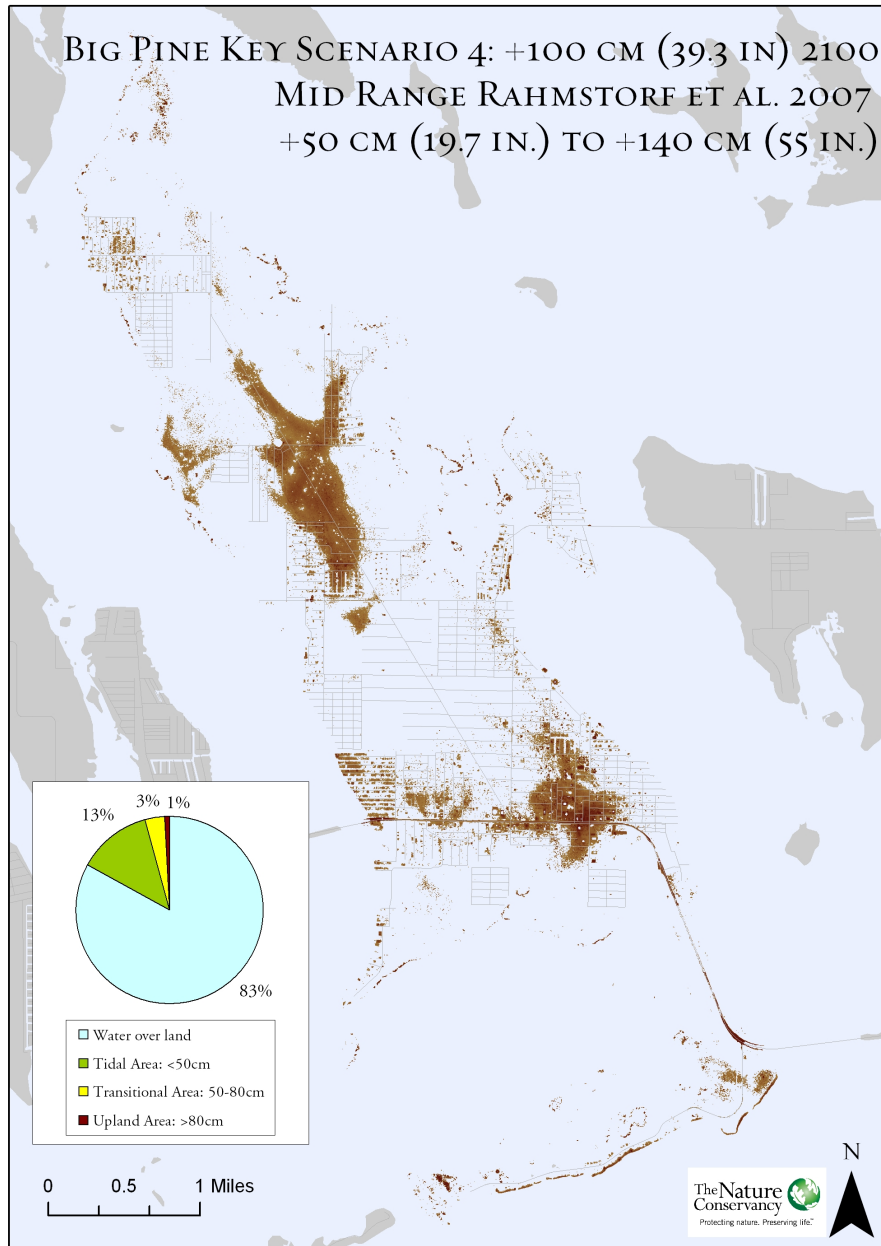 Big Pine Key Scenario 4: +100 cm (39.3 in) 2100
Mid Range Rahmstorf et al. 2007
+50 cm (19.7 in.) to +140 cm (55 in.)
13%
3%
1%
83%
Water over land
Tidal Area: <50cm
Transitional Area: 50-80cm
Upland Area: >80cm
0 0.5 1 Miles
The Nature
Conservancy
Protecting nature. Preserving life.™
N